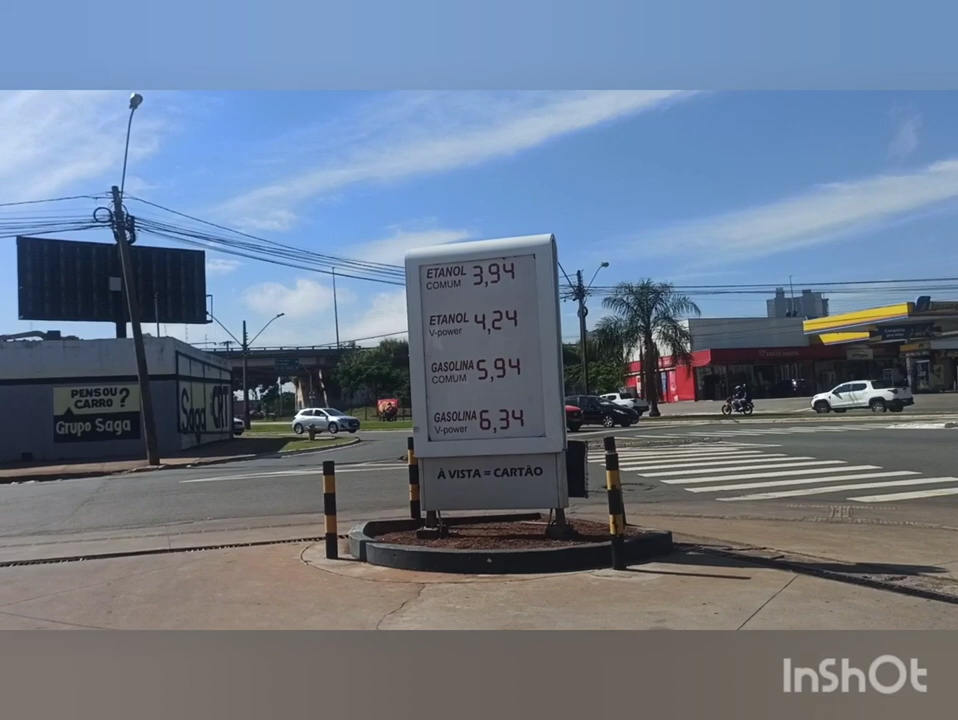 ETANOL 3,94
COMUM
ETANOL 4,24
V-power
GASOLINA 5,94
COMUM
GASOLINA 6,34
V-power
À VISTA = CARTÃO
PENSOU
CARRO ?
Grupo Saga
Saga
InShOt